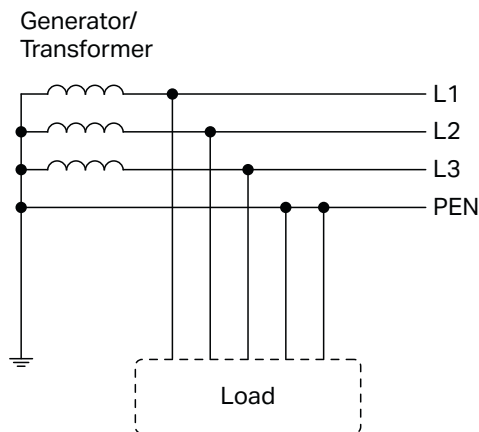 Generator/
Transformer
L1
L2
L3
PEN
Load